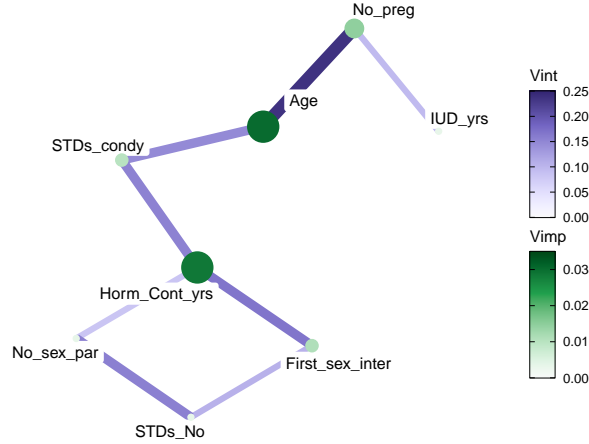 No_preg
Age
IUD_yrs
STDs_condy
Horm_Cont_yrs
No_sex_par
First_sex_inter
STDs_No
Vint
0.25
0.20
0.15
0.10
0.05
0.00
Vimp
0.03
0.02
0.01
0.00